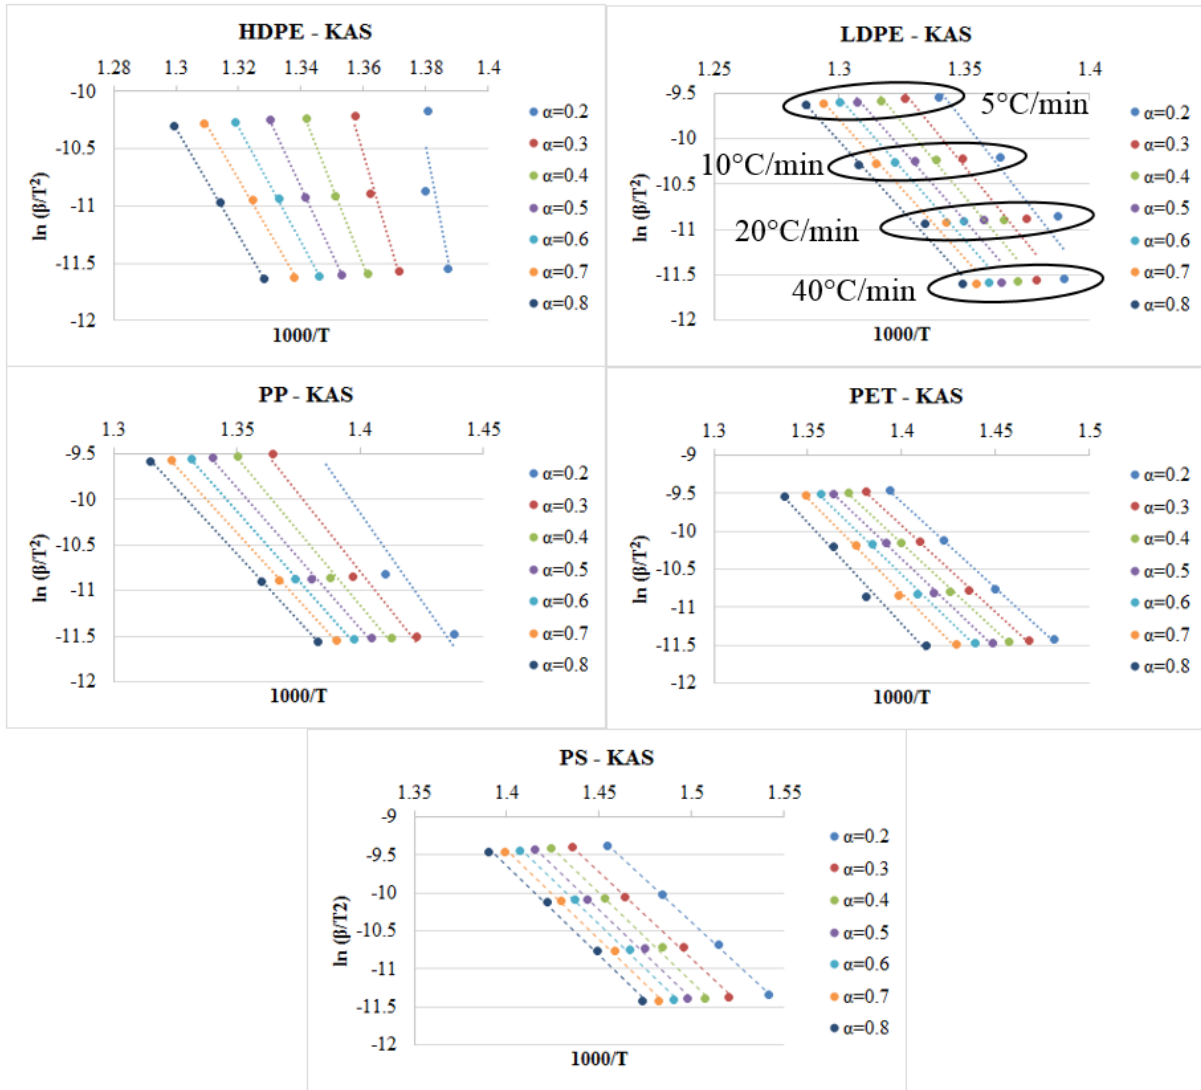 HDPE - KAS
1.28 1.3 1.32 1.34 1.36 1.38 1.4
-10
-10.5
-11
-11.5
-12
ln (β/T²)
1000/T
α=0.2
α=0.3
α=0.4
α=0.5
α=0.6
α=0.7
α=0.8
LDPE - KAS
1.25 1.3 1.35 1.4
-9.5
-10
-10.5
-11
-11.5
-12
ln (β/T²)
5°C/min
10°C/min
20°C/min
40°C/min
1000/T
α=0.2
α=0.3
α=0.4
α=0.5
α=0.6
α=0.7
α=0.8
PP - KAS
1.3 1.35 1.4 1.45
-9.5
-10
-10.5
-11
-11.5
-12
ln (β/T²)
1000/T
α=0.2
α=0.3
α=0.4
α=0.5
α=0.6
α=0.7
α=0.8
PET - KAS
1.3 1.35 1.4 1.45 1.5
-9
-9.5
-10
-10.5
-11
-11.5
-12
ln (β/T²)
1000/T
α=0.2
α=0.3
α=0.4
α=0.5
α=0.6
α=0.7
α=0.8
PS - KAS
1.35 1.4 1.45 1.5 1.55
-9
-9.5
-10
-10.5
-11
-11.5
-12
ln (β/T2)
1000/T
α=0.2
α=0.3
α=0.4
α=0.5
α=0.6
α=0.7
α=0.8